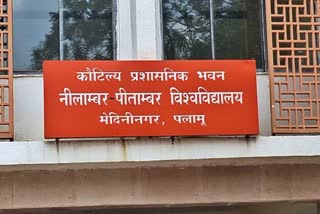 कौटिल्य प्रशासनिक भवन
नीलाम्बर-पीताम्बर विश्वविद्यालय
मेदिनीनगर, पलामू